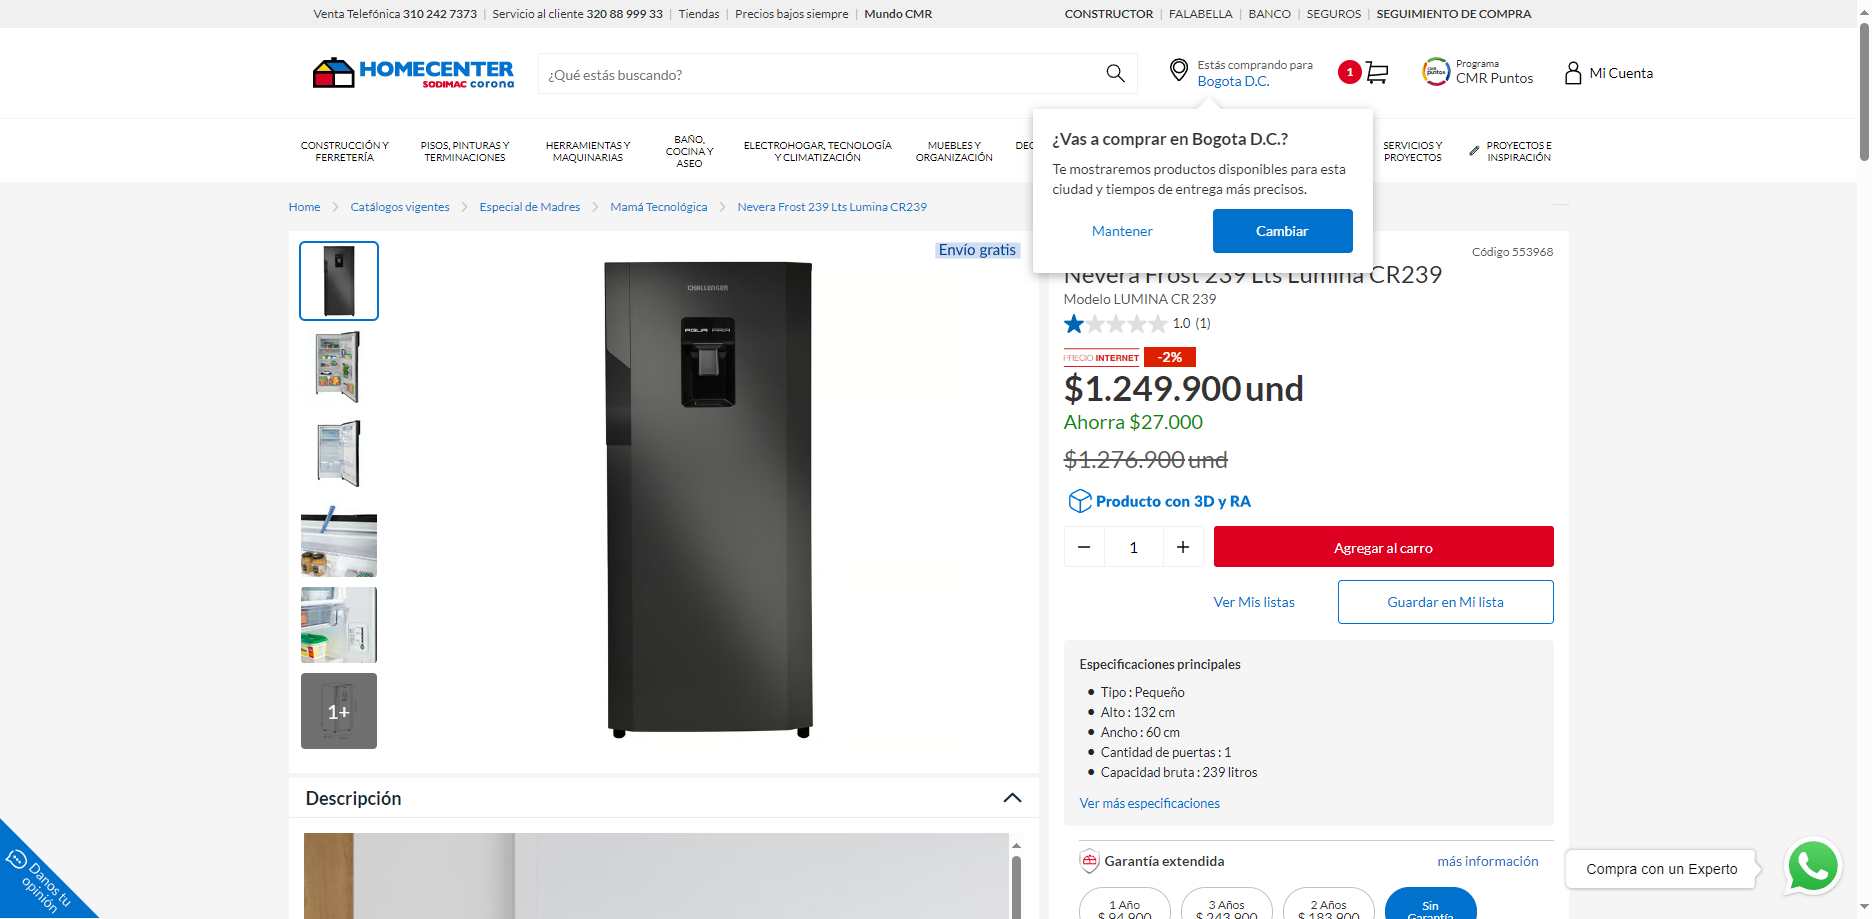 Venta Telefónica 310 242 7373 | Servicio al cliente 320 88 999 33 | Tiendas | Precios bajos siempre | Mundo CMR
CONSTRUCTOR | FALABELLA | BANCO | SEGUROS | SEGUIMIENTO DE COMPRA
HOMECENTER
SODIMAC corona
¿Qué estás buscando?
Estás comprando para
Bogota D.C.
1
Programa
CMR Puntos
Mi Cuenta
CONSTRUCCIÓN Y
FERRETERÍA
PISOS, PINTURAS Y
TERMINACIONES
HERRAMIENTAS Y
MAQUINARIAS
BAÑO,
COCINA Y
ASEO
ELECTROHOGAR, TECNOLOGÍA
Y CLIMATIZACIÓN
MUEBLES Y
ORGANIZACIÓN
SERVICIOS Y
PROYECTOS
PROYECTOS E
INSPIRACIÓN
¿Vas a comprar en Bogota D.C.?
Te mostraremos productos disponibles para esta
ciudad y tiempos de entrega más precisos.
Mantener
Cambiar
Home
Catálogos vigentes
Especial de Madres
Mamá Tecnológica
Nevera Frost 239 Lts Lumina CR239
Envío gratis
CHALLENGER
AGUA FRIA
1+
Código 553968
Nevera Frost 239 Lts Lumina CR239
Modelo LUMINA CR 239
1.0 (1)
PRECIO INTERNET
-2%
$1.249.900 und
Ahorra $27.000
$1.276.900 und
Producto con 3D y RA
− 1 +
Agregar al carro
Ver Mis listas
Guardar en Mi lista
Especificaciones principales
• Tipo : Pequeño
• Alto : 132 cm
• Ancho : 60 cm
• Cantidad de puertas : 1
• Capacidad bruta : 239 litros
Ver más especificaciones
Descripción
Garantía extendida
más información
1 Año
$ 94.900
3 Años
$ 243.900
2 Años
$ 183.900
Sin
Garantía
Danos tu
opinión
Compra con un Experto